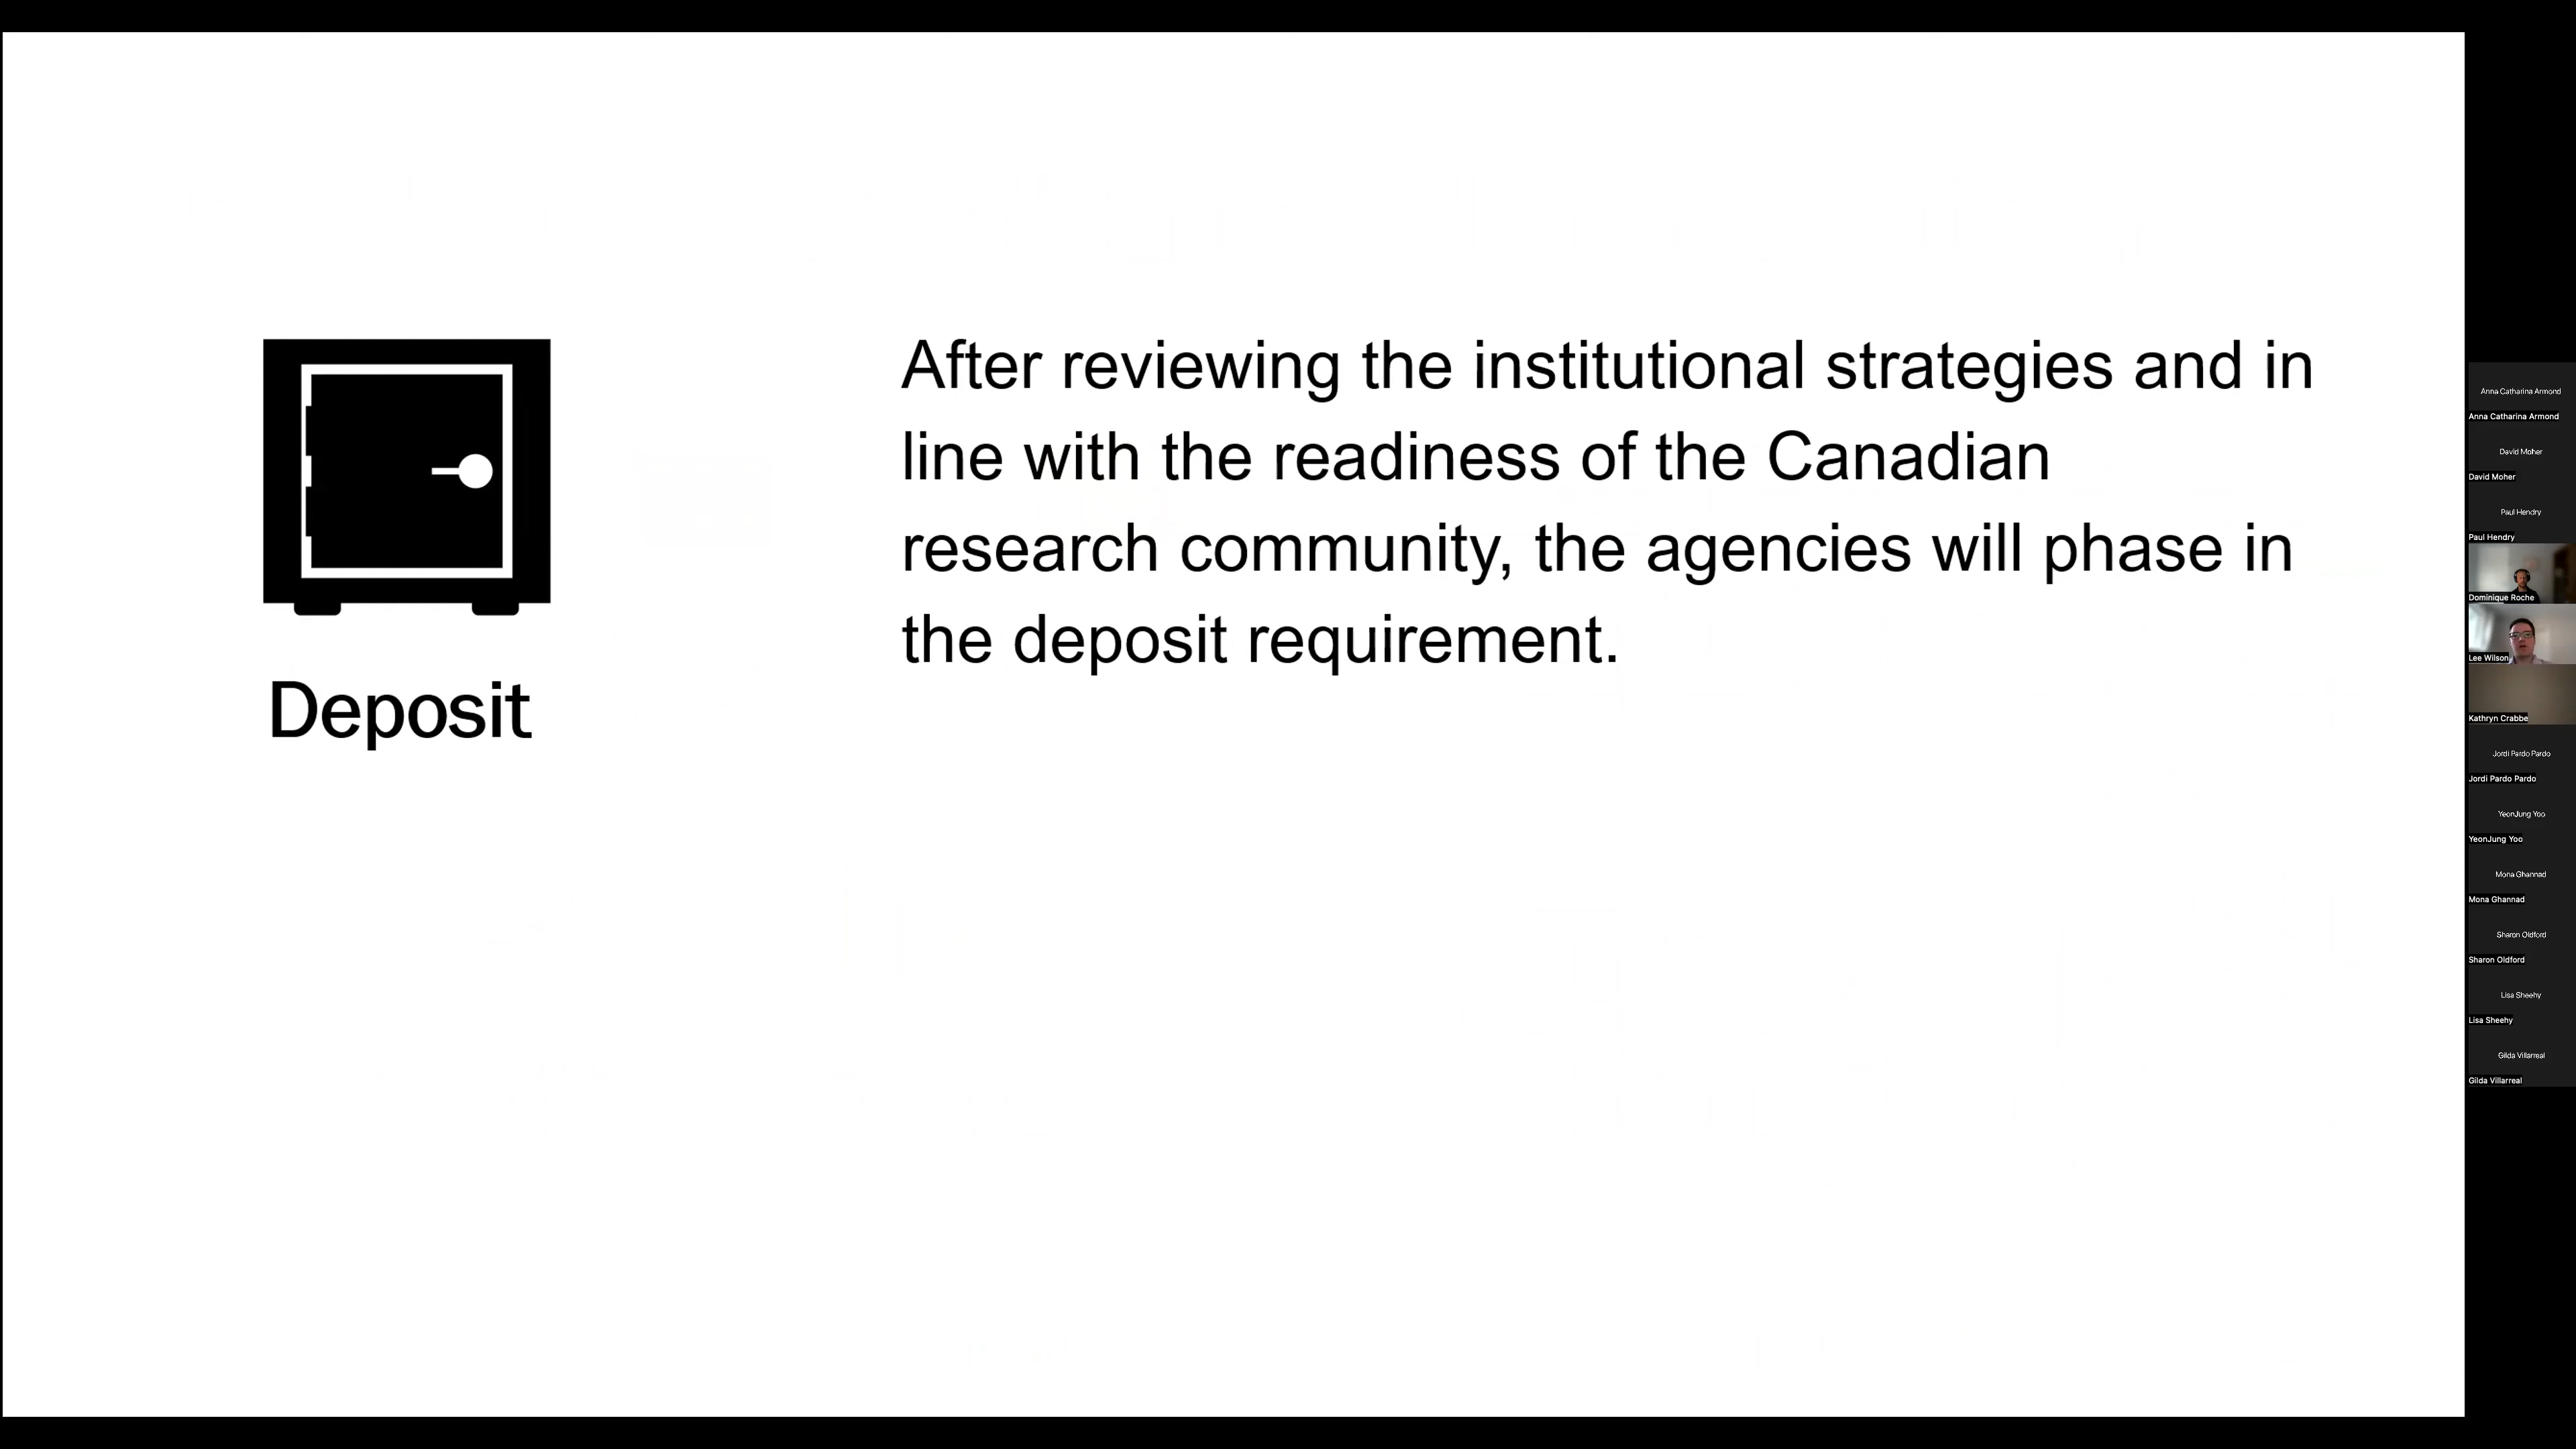 Deposit
After reviewing the institutional strategies and in
line with the readiness of the Canadian
research community, the agencies will phase in
the deposit requirement.
Anna Catharina Armond
Anna Catharina Armond
David Moher
David Moher
Paul Hendry
Paul Hendry
Dominique Roche
Lee Wilson
Kathryn Crabbe
Jordi Pardo Pardo
Jordi Pardo Pardo
YeonJung Yoo
YeonJung Yoo
Mona Ghannad
Mona Ghannad
Sharon Oldford
Sharon Oldford
Lisa Sheehy
Lisa Sheehy
Gilda Villarreal
Gilda Villarreal